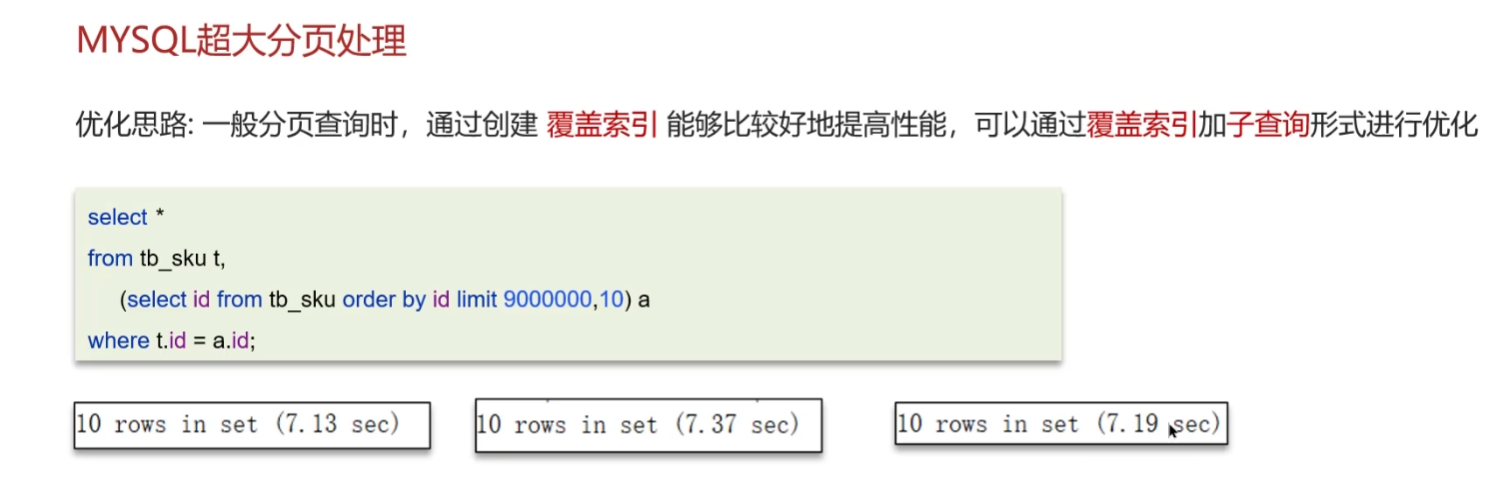 MYSQL超大分页处理
优化思路: 一般分页查询时，通过创建 覆盖索引 能够比较好地提高性能，可以通过覆盖索引加子查询形式进行优化
select *
from tb_sku t,
(select id from tb_sku order by id limit 9000000,10) a
where t.id = a.id;
10 rows in set (7.13 sec)
10 rows in set (7.37 sec)
10 rows in set (7.19 sec)